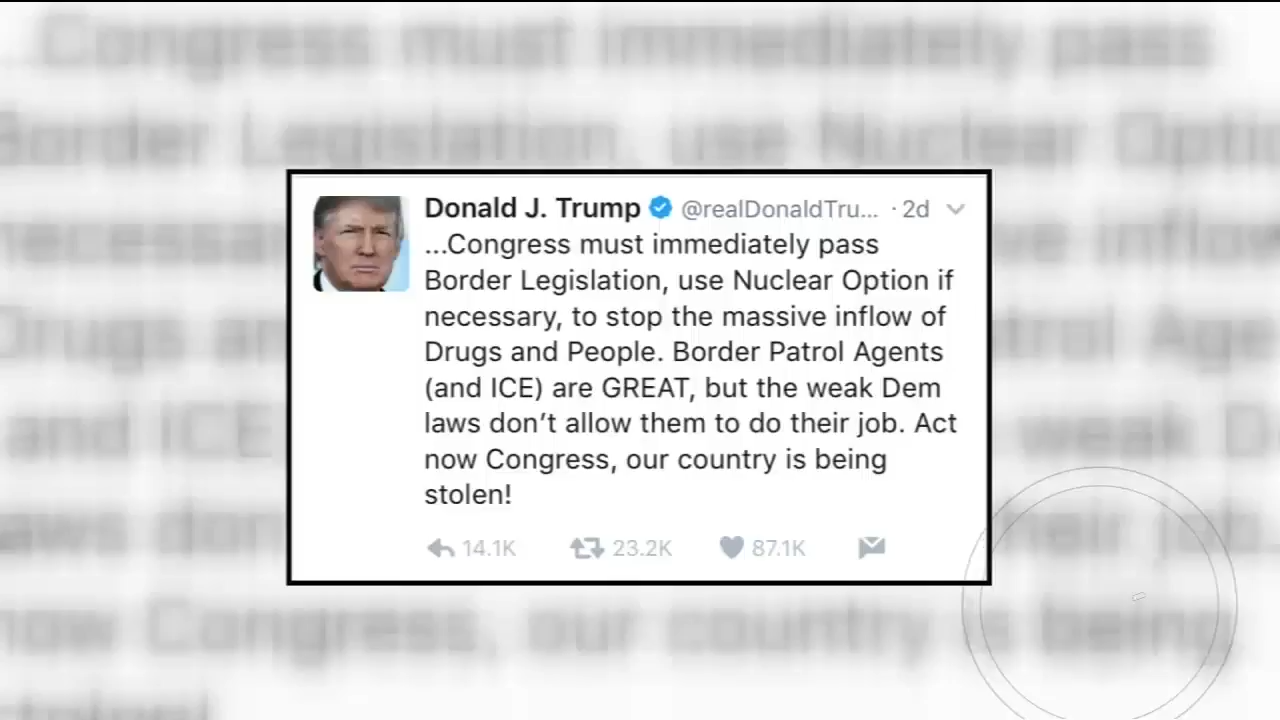 Donald J. Trump @realDonaldTru... · 2d
...Congress must immediately pass
Border Legislation, use Nuclear Option if
necessary, to stop the massive inflow of
Drugs and People. Border Patrol Agents
(and ICE) are GREAT, but the weak Dem
laws don’t allow them to do their job. Act
now Congress, our country is being
stolen!
14.1K 23.2K 87.1K